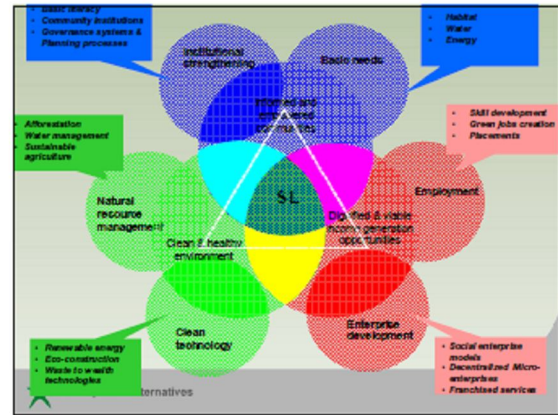 Basic literacy
Community institutions
Governance systems &
Planning processes
Habitat
Water
Energy
Institutional
strengthening
Basic needs
Informed and
empowered
communities
Afforestation
Water management
Sustainable
agriculture
Skill development
Green jobs creation
Placements
Natural
resource
management
Employment
SL
Clean & healthy
environment
Dignified & viable
income generation
opportunities
Clean
technology
Enterprise
development
Renewable energy
Eco-construction
Waste to wealth
technologies
Social enterprise
models
Decentralized Micro-
enterprises
Franchised services